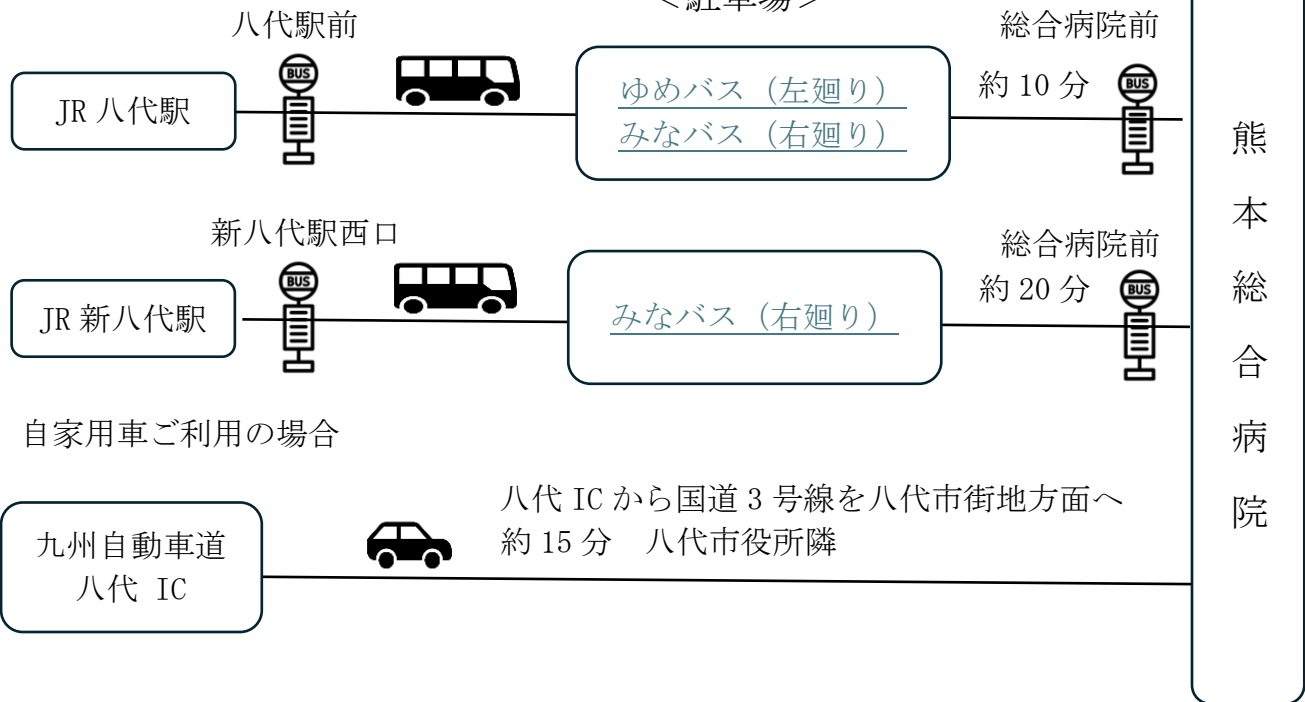 ＜駐車場＞
八代駅前
総合病院前
JR 八代駅
BUS
ゆめバス（左廻り）
みなバス（右廻り）
約 10 分
BUS
新八代駅西口
総合病院前
JR 新八代駅
BUS
みなバス（右廻り）
約 20 分
BUS
自家用車ご利用の場合
九州自動車道
八代 IC
八代 IC から国道 3 号線を八代市街地方面へ
約 15 分　八代市役所隣
熊本総合病院